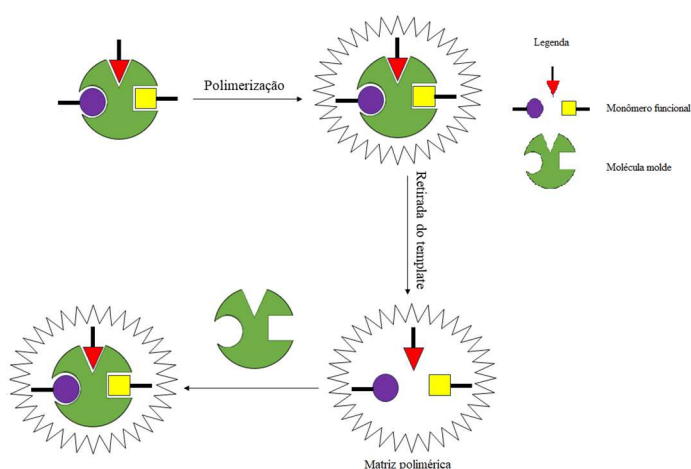 Legenda
Polimerização
Monômero funcional
Molécula molde
Retirada do template
Matriz polimérica